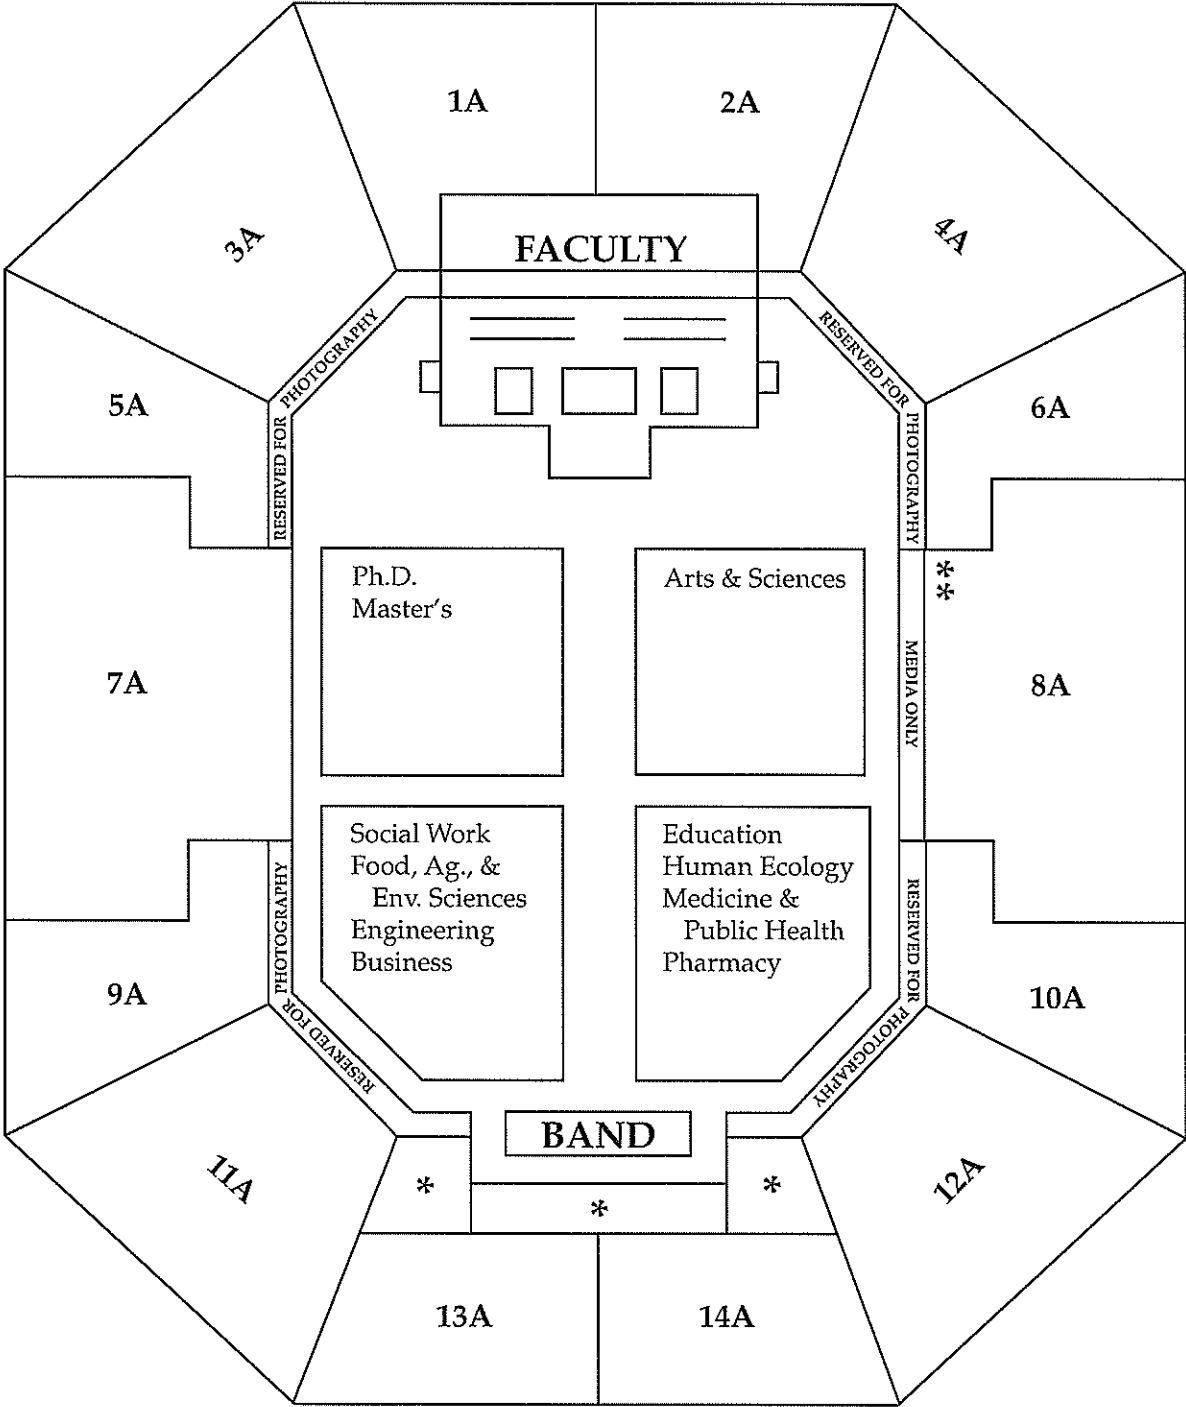 1A
2A
3A
FACULTY
4A
RESERVED FOR PHOTOGRAPHY
RESERVED FOR PHOTOGRAPHY
5A
6A
Ph.D.
Master's
Arts & Sciences
**
7A
MEDIA ONLY
8A
Social Work
Food, Ag., &
Env. Sciences
Engineering
Business
Education
Human Ecology
Medicine &
Public Health
Pharmacy
RESERVED FOR PHOTOGRAPHY
RESERVED FOR PHOTOGRAPHY
9A
10A
BAND
11A
*
*
*
12A
13A
14A